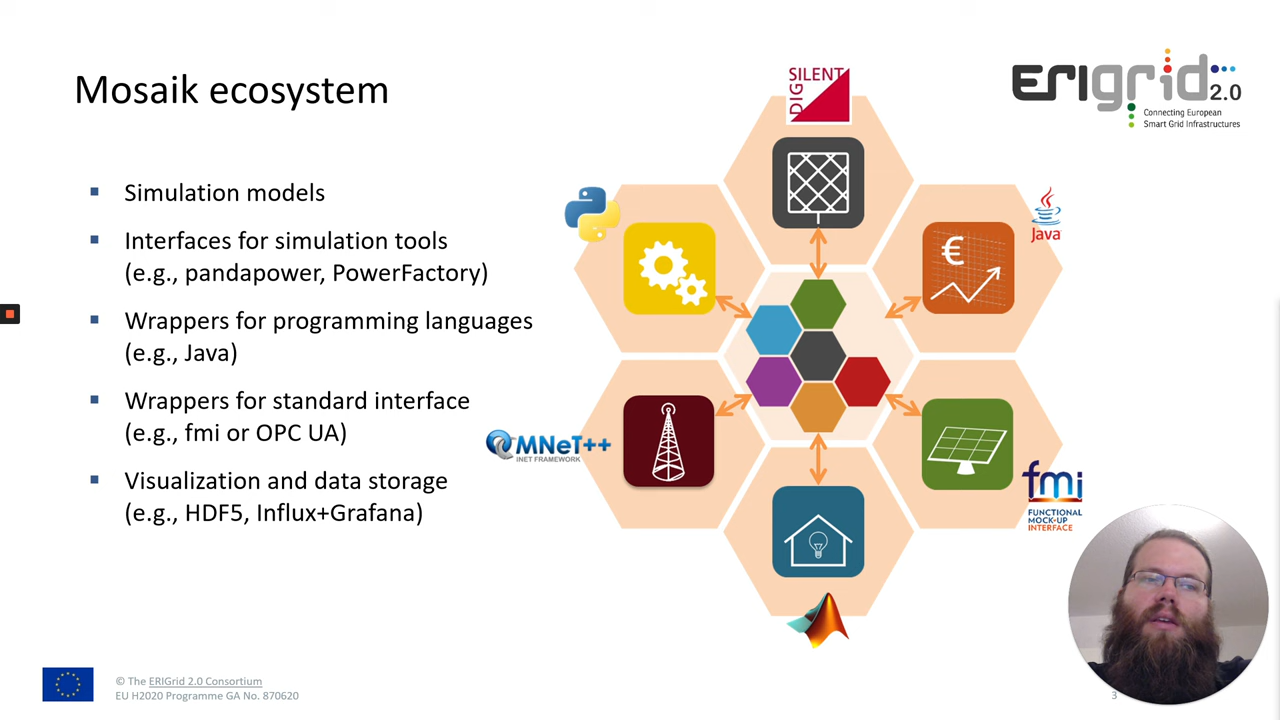 Mosaik ecosystem
▪ Simulation models
▪ Interfaces for simulation tools
(e.g., pandapower, PowerFactory)
▪ Wrappers for programming languages
(e.g., Java)
▪ Wrappers for standard interface
(e.g., fmi or OPC UA)
▪ Visualization and data storage
(e.g., HDF5, Influx+Grafana)
DIgSILENT
Java
€
OMNeT++
INET FRAMEWORK
fmi
FUNCTIONAL
MOCK-UP
INTERFACE
ERIgrid 2.0
Connecting European
Smart Grid Infrastructures
© The ERIGrid 2.0 Consortium
EU H2020 Programme GA No. 870620
3